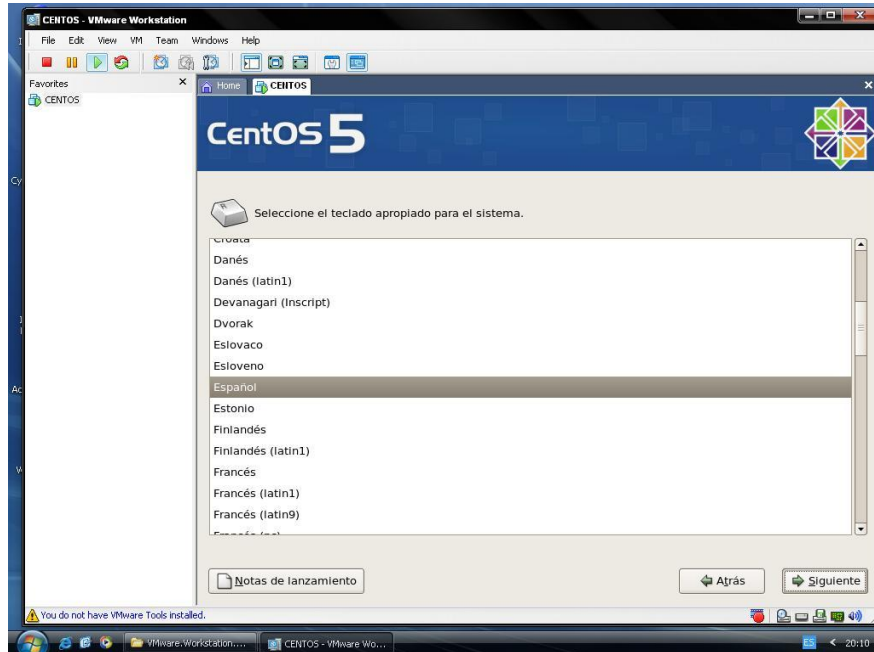 CENTOS - VMware Workstation
File Edit View VM Team Windows Help
Favorites
CENTOS
Home CENTOS
CentOS 5
Seleccione el teclado apropiado para el sistema.
Croata
Danés
Danés (latin1)
Devanagari (Inscript)
Dvorak
Eslovaco
Esloveno
Español
Estonio
Finlandés
Finlandés (latin1)
Francés
Francés (latin1)
Francés (latin9)
Notas de lanzamiento
Atrás
Siguiente
You do not have VMware Tools installed.
VMware.Workstation....
CENTOS - VMware Wo...
ES
20:10